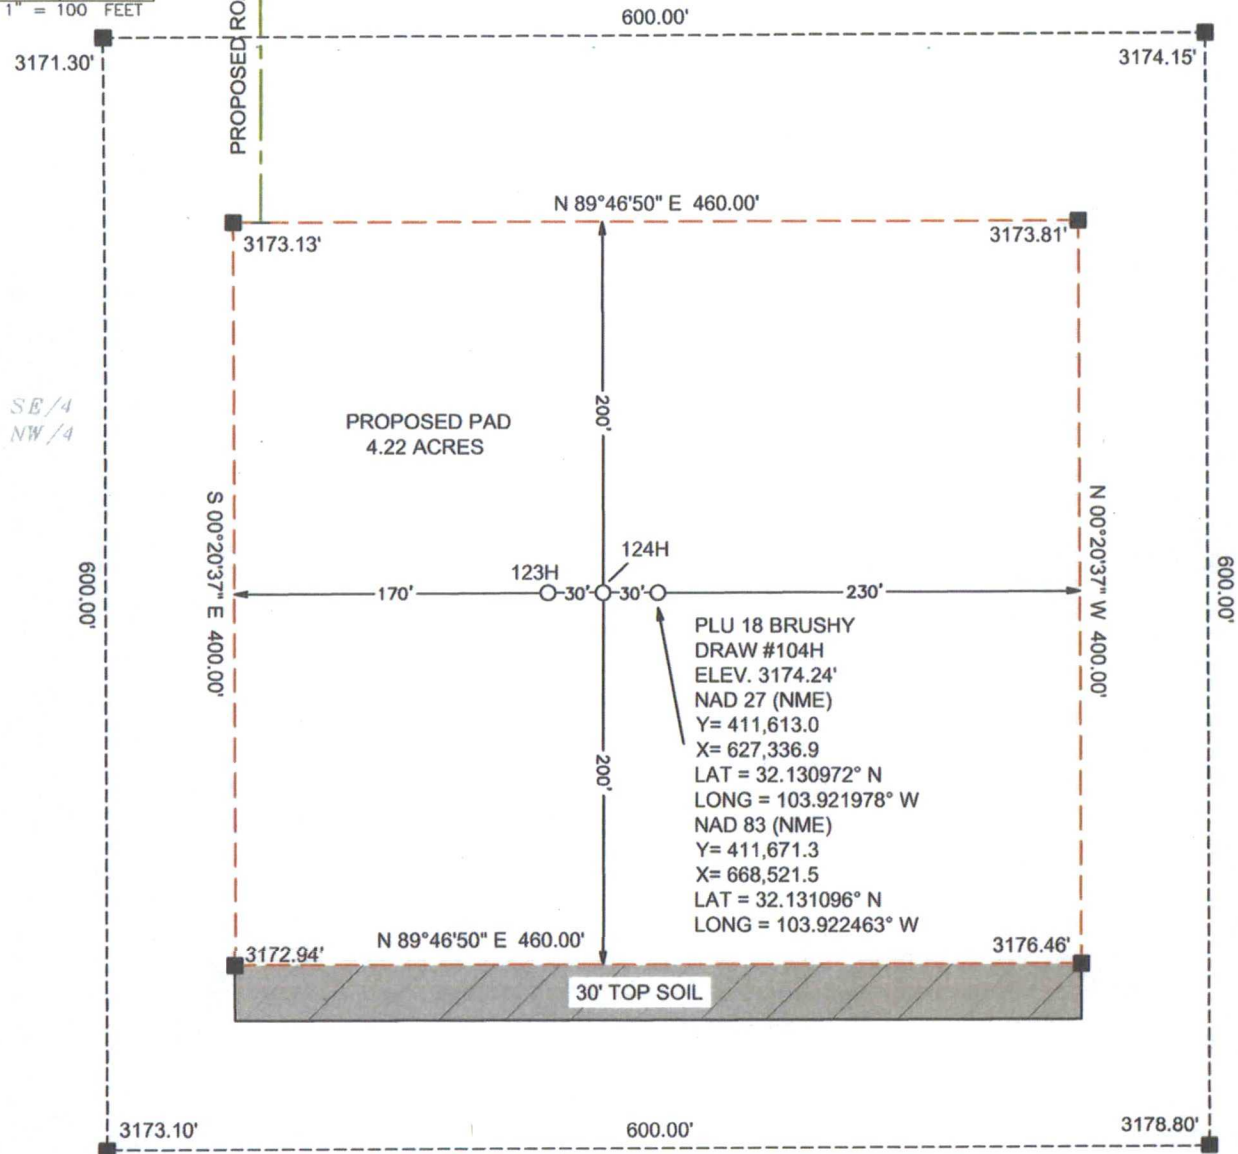 1" = 100 FEET
600.00'
3171.30'
3174.15'
PROPOSED RO
N 89°46'50" E 460.00'
3173.13'
3173.81'
SE/4
NW/4
PROPOSED PAD
4.22 ACRES
200'
S 00°20'37" E 400.00'
N 00°20'37" W 400.00'
600.00'
600.00'
124H
123H
170'
30'
30'
230'
PLU 18 BRUSHY
DRAW #104H
ELEV. 3174.24'
NAD 27 (NME)
Y= 411,613.0
X= 627,336.9
LAT = 32.130972° N
LONG = 103.921978° W
NAD 83 (NME)
Y= 411,671.3
X= 668,521.5
LAT = 32.131096° N
LONG = 103.922463° W
200'
N 89°46'50" E 460.00'
3172.94'
3176.46'
30' TOP SOIL
3173.10'
600.00'
3178.80'